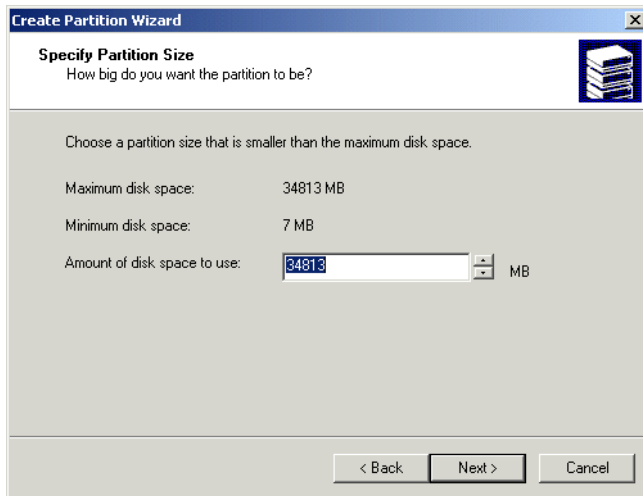 Create Partition Wizard
Specify Partition Size
How big do you want the partition to be?
Choose a partition size that is smaller than the maximum disk space.
Maximum disk space: 34813 MB
Minimum disk space: 7 MB
Amount of disk space to use: 34813 MB
< Back Next > Cancel